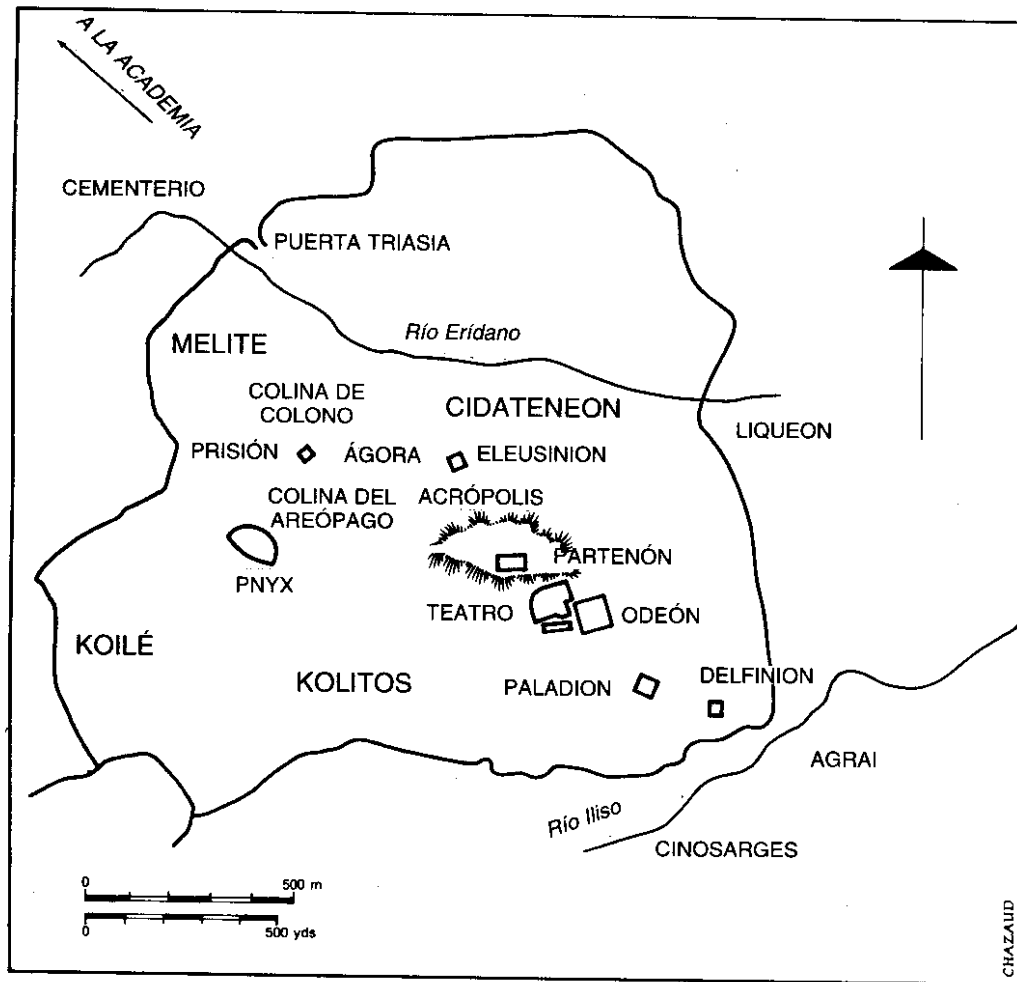 A LA ACADEMIA
CEMENTERIO
PUERTA TRIASIA
Río Erídano
MELITE
COLINA DE
COLONO
CIDATENEON
LIQUEON
PRISIÓN
ÁGORA
ELEUSINION
COLINA DEL
AREÓPAGO
ACRÓPOLIS
PARTENÓN
PNYX
TEATRO
ODEÓN
KOILÉ
KOLITOS
PALADION
DELFINION
AGRAI
Río Iliso
CINOSARGES
0 500 m
0 500 yds
CHAZAUD